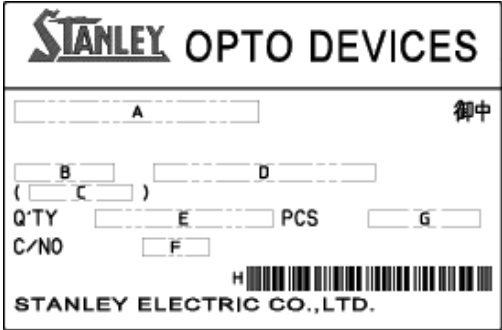 STANLEY OPTO DEVICES
A 御中
B D
( C )
Q'TY E PCS G
C/NO F
H
STANLEY ELECTRIC CO.,LTD.